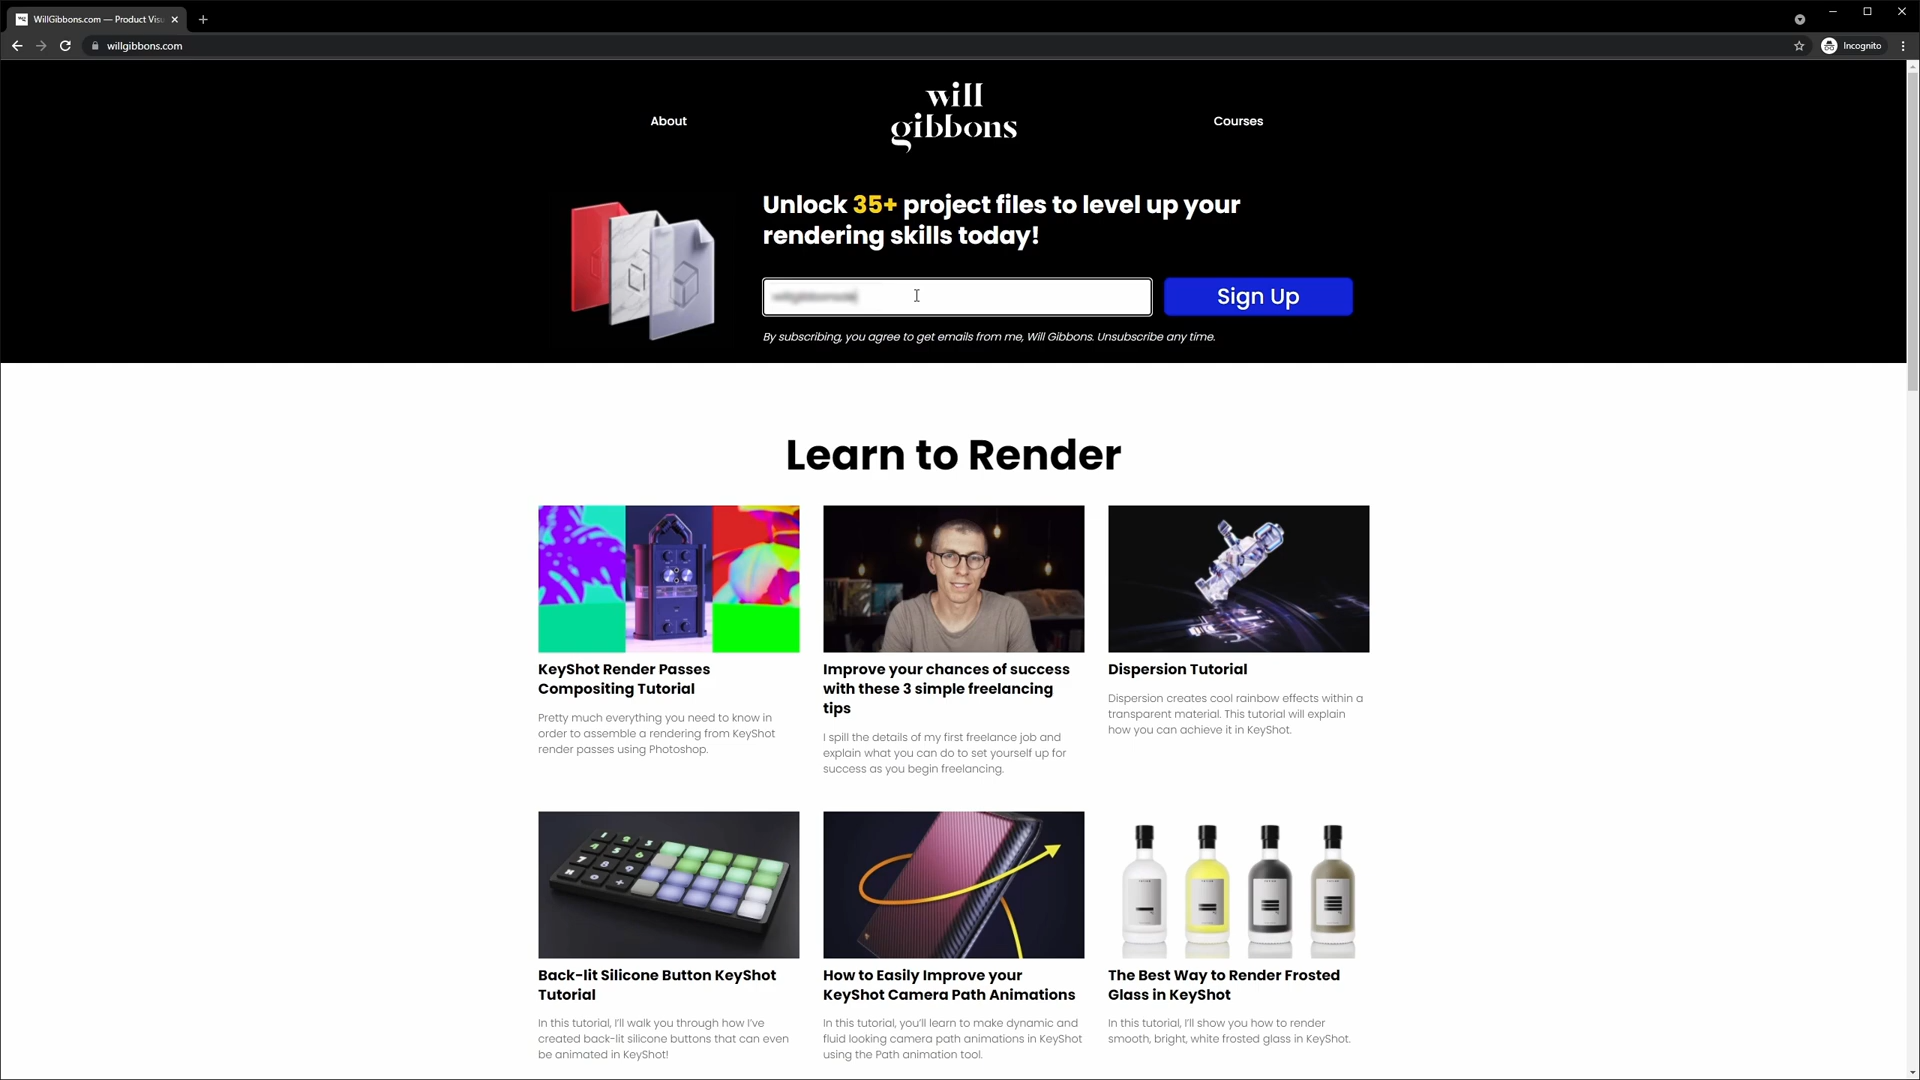 WillGibbons.com — Product Visu
willgibbons.com
Incognito
About
will
gibbons
Courses
Unlock 35+ project files to level up your
rendering skills today!
Sign Up
By subscribing, you agree to get emails from me, Will Gibbons. Unsubscribe any time.
Learn to Render
KeyShot Render Passes
Compositing Tutorial
Pretty much everything you need to know in
order to assemble a rendering from KeyShot
render passes using Photoshop.
Improve your chances of success
with these 3 simple freelancing
tips
I spill the details of my first freelance job and
explain what you can do to set yourself up for
success as you begin freelancing.
Dispersion Tutorial
Dispersion creates cool rainbow effects within a
transparent material. This tutorial will explain
how you can achieve it in KeyShot.
Back-lit Silicone Button KeyShot
Tutorial
In this tutorial, I'll walk you through how I've
created back-lit silicone buttons that can even
be animated in KeyShot!
How to Easily Improve your
KeyShot Camera Path Animations
In this tutorial, you'll learn to make dynamic and
fluid looking camera path animations in KeyShot
using the Path animation tool.
The Best Way to Render Frosted
Glass in KeyShot
In this tutorial, I'll show you how to render
smooth, bright, white frosted glass in KeyShot.